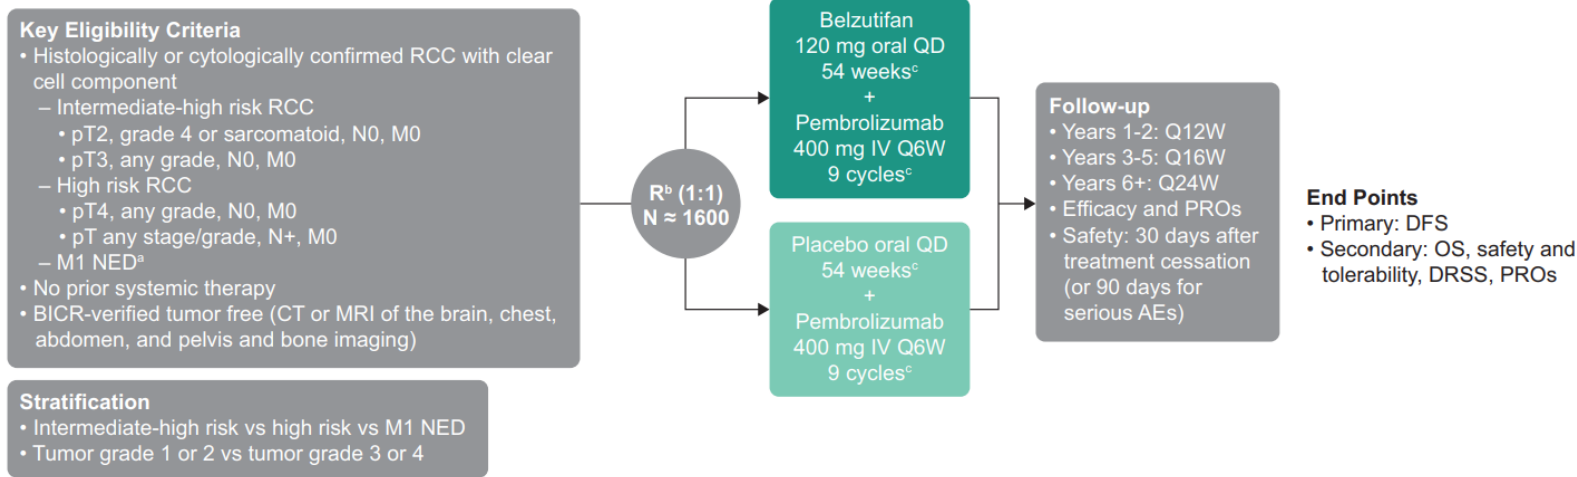 Key Eligibility Criteria
• Histologically or cytologically confirmed RCC with clear
cell component
– Intermediate-high risk RCC
• pT2, grade 4 or sarcomatoid, N0, M0
• pT3, any grade, N0, M0
– High risk RCC
• pT4, any grade, N0, M0
• pT any stage/grade, N+, M0
– M1 NEDᵃ
• No prior systemic therapy
• BICR-verified tumor free (CT or MRI of the brain, chest,
abdomen, and pelvis and bone imaging)
Stratification
• Intermediate-high risk vs high risk vs M1 NED
• Tumor grade 1 or 2 vs tumor grade 3 or 4
Rᵇ (1:1)
N ≈ 1600
Belzutifan
120 mg oral QD
54 weeksᶜ
+
Pembrolizumab
400 mg IV Q6W
9 cyclesᶜ
Placebo oral QD
54 weeksᶜ
+
Pembrolizumab
400 mg IV Q6W
9 cyclesᶜ
Follow-up
• Years 1-2: Q12W
• Years 3-5: Q16W
• Years 6+: Q24W
• Efficacy and PROs
• Safety: 30 days after
treatment cessation
(or 90 days for
serious AEs)
End Points
• Primary: DFS
• Secondary: OS, safety and
tolerability, DRSS, PROs